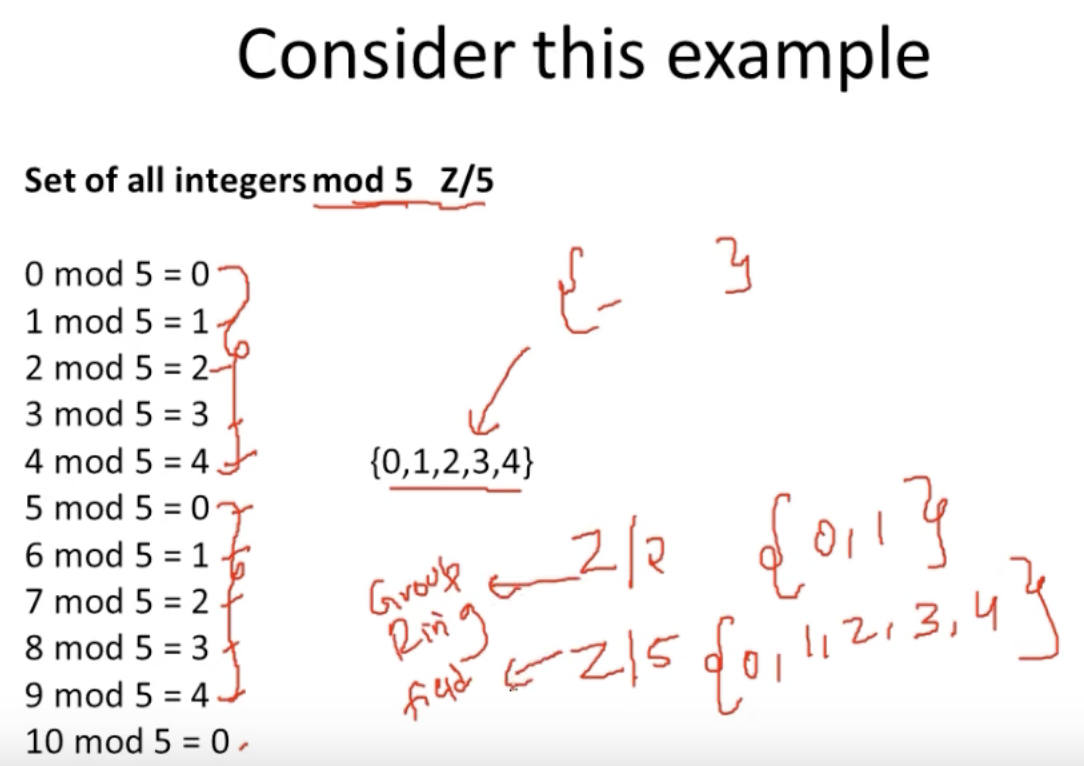 Consider this example
Set of all integers mod 5 Z/5
0 mod 5 = 0
1 mod 5 = 1
2 mod 5 = 2
3 mod 5 = 3
4 mod 5 = 4
5 mod 5 = 0
6 mod 5 = 1
7 mod 5 = 2
8 mod 5 = 3
9 mod 5 = 4
10 mod 5 = 0
{ }
{0,1,2,3,4}
Z/2 {0,1}
Group
Ring
field
Z/5 {0,1,2,3,4}